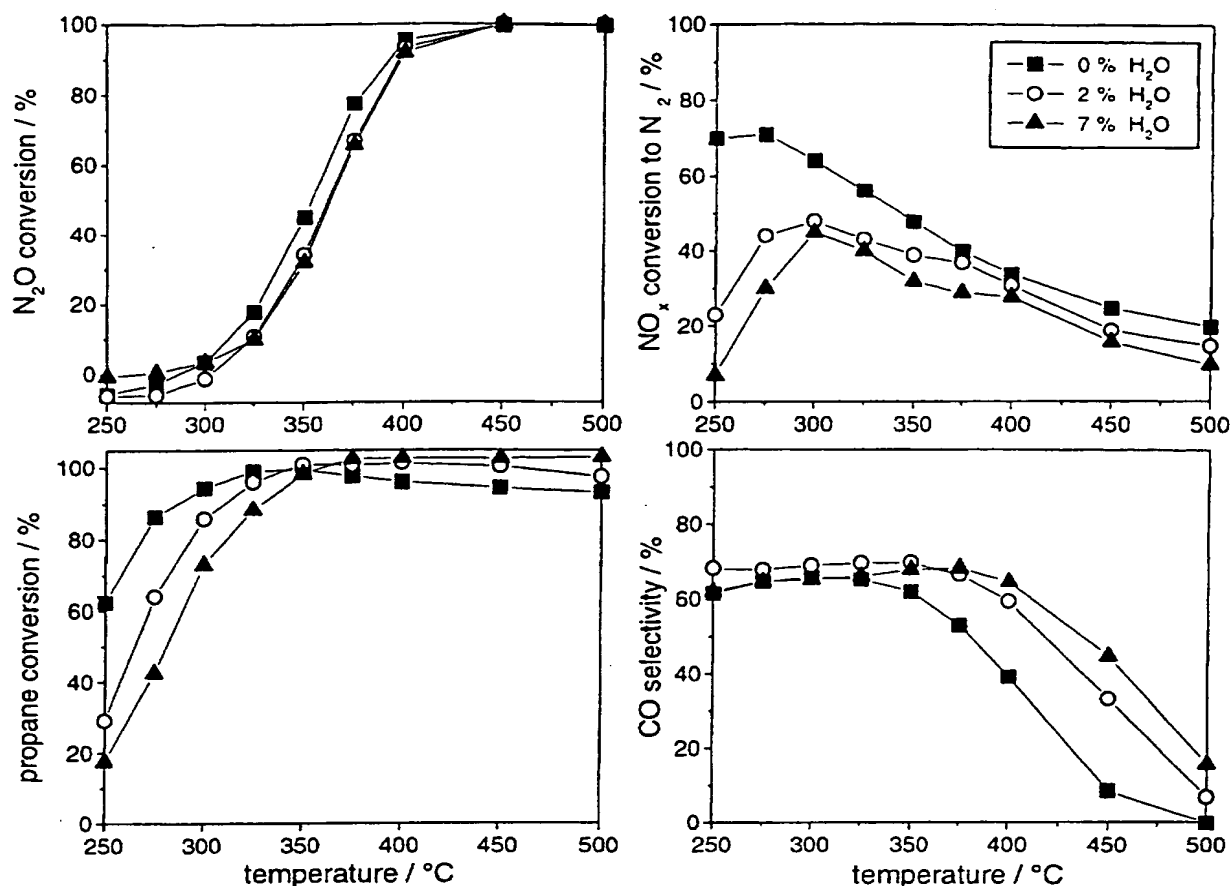 N₂O conversion / %
100
80
60
40
20
0
250 300 350 400 450 500
NOₓ conversion to N₂ / %
100
80
60
40
20
0
250 300 350 400 450 500
0 % H₂O
2 % H₂O
7 % H₂O
propane conversion / %
100
80
60
40
20
0
250 300 350 400 450 500
temperature / °C
CO selectivity / %
100
80
60
40
20
0
250 300 350 400 450 500
temperature / °C